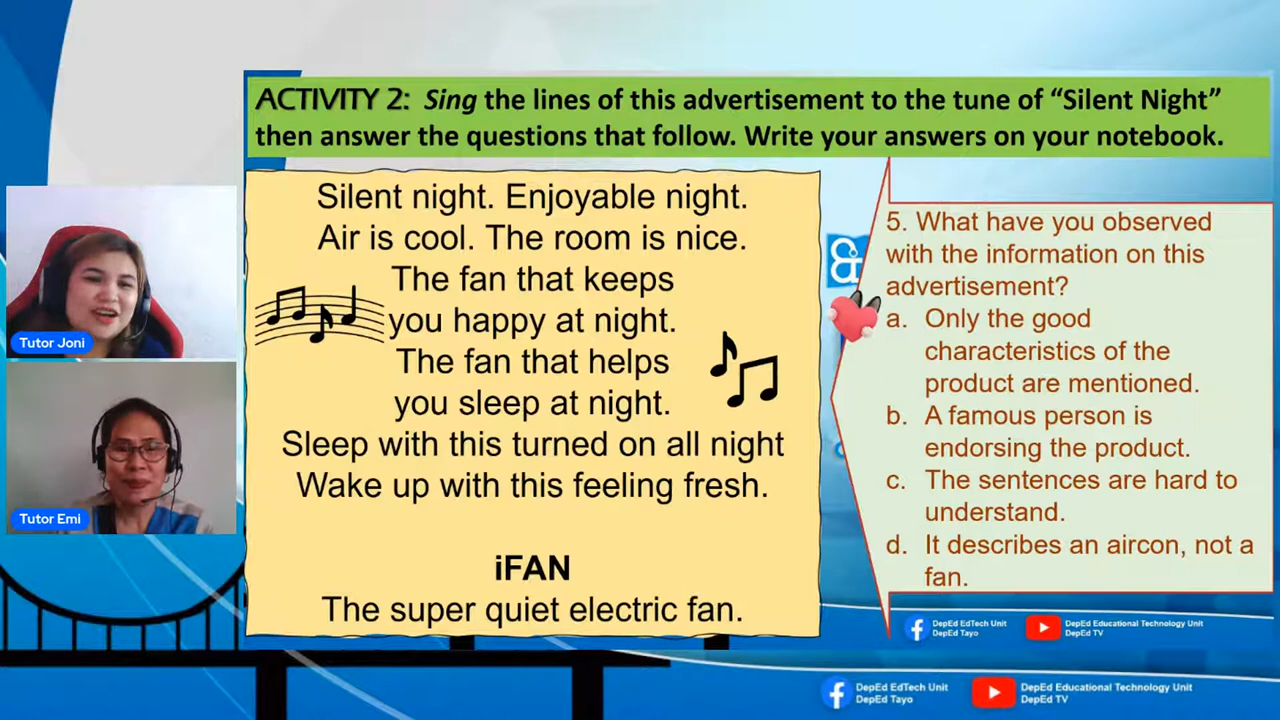 ACTIVITY 2: Sing the lines of this advertisement to the tune of “Silent Night”
then answer the questions that follow. Write your answers on your notebook.
Silent night. Enjoyable night.
Air is cool. The room is nice.
The fan that keeps
you happy at night.
The fan that helps
you sleep at night.
Sleep with this turned on all night
Wake up with this feeling fresh.
iFAN
The super quiet electric fan.
5. What have you observed
with the information on this
advertisement?
a. Only the good
characteristics of the
product are mentioned.
b. A famous person is
endorsing the product.
c. The sentences are hard to
understand.
d. It describes an aircon, not a
fan.
Tutor Joni
Tutor Emi
DepEd EdTech Unit
DepEd Tayo
DepEd Educational Technology Unit
DepEd TV
DepEd EdTech Unit
DepEd Tayo
DepEd Educational Technology Unit
DepEd TV